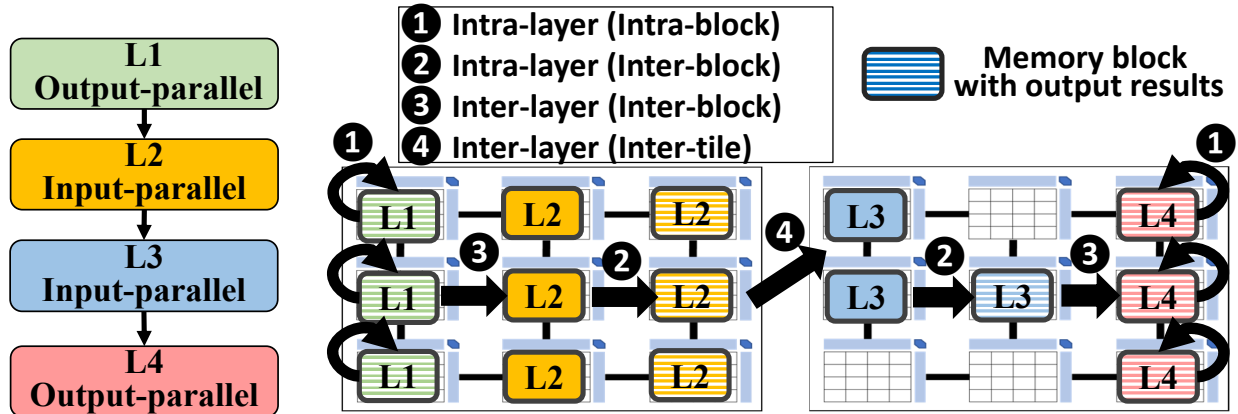 L1
Output-parallel
L2
Input-parallel
L3
Input-parallel
L4
Output-parallel
1 Intra-layer (Intra-block)
2 Intra-layer (Inter-block)
3 Inter-layer (Inter-block)
4 Inter-layer (Inter-tile)
Memory block
with output results
1
L1 L2 L2
3 2
L1 L2 L2
L1 L2 L2
4
1
L3 L4
2 3
L3 L3 L4
L4